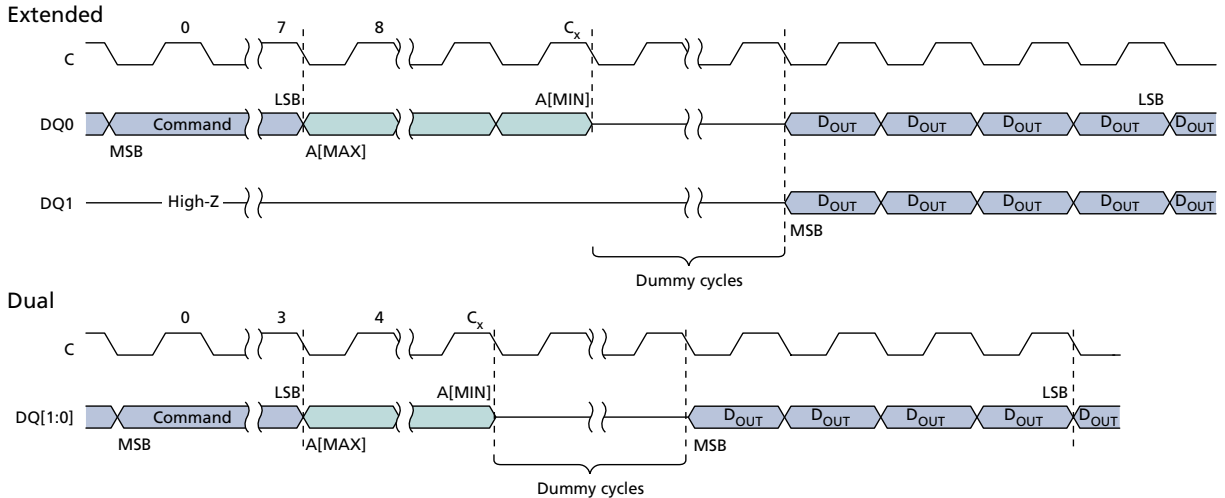 Extended
0 7 8 Cx
C
LSB A[MIN] LSB
DQ0 Command DOUT DOUT DOUT DOUT DOUT
MSB A[MAX]
DQ1 High-Z DOUT DOUT DOUT DOUT DOUT
MSB
Dummy cycles
Dual
0 3 4 Cx
C
LSB A[MIN] LSB
DQ[1:0] Command DOUT DOUT DOUT DOUT DOUT
MSB A[MAX] MSB
Dummy cycles